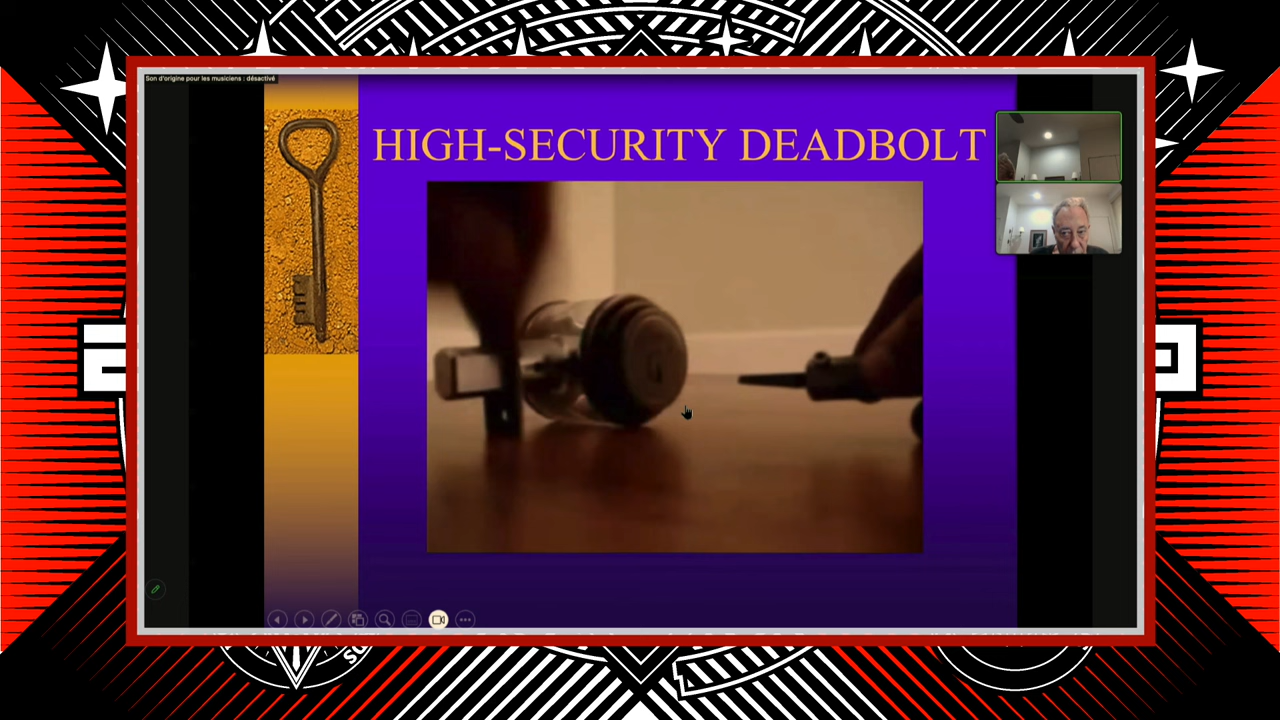 Son d'origine pour les musiciens : désactivé
HIGH-SECURITY DEADBOLT